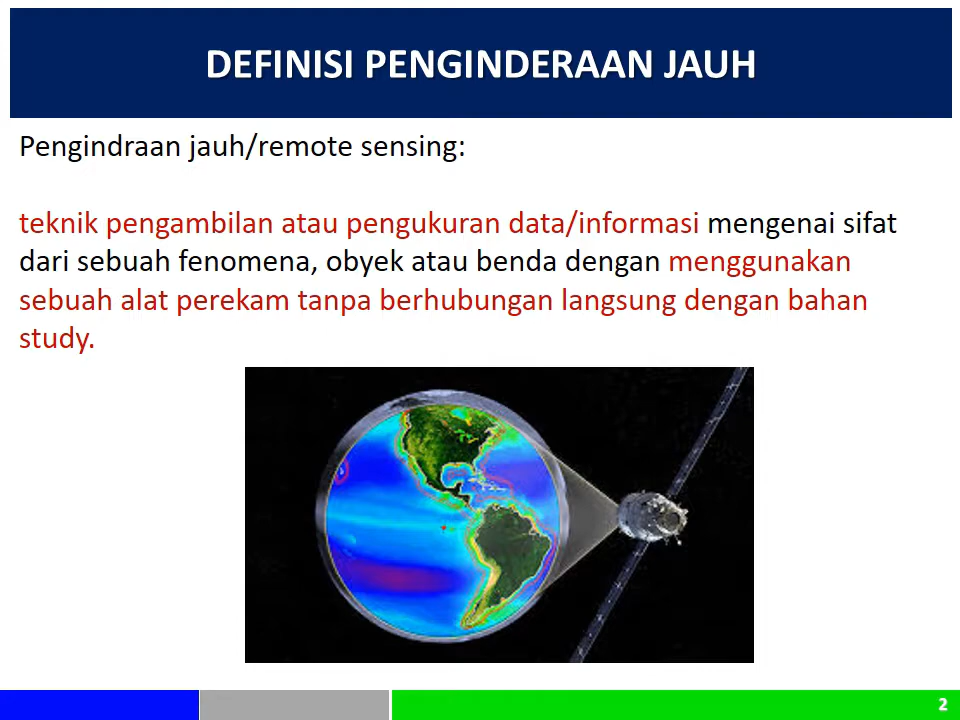 DEFINISI PENGINDERAAN JAUH
Pengindraan jauh/remote sensing:
teknik pengambilan atau pengukuran data/informasi mengenai sifat
dari sebuah fenomena, obyek atau benda dengan menggunakan
sebuah alat perekam tanpa berhubungan langsung dengan bahan
study.
2